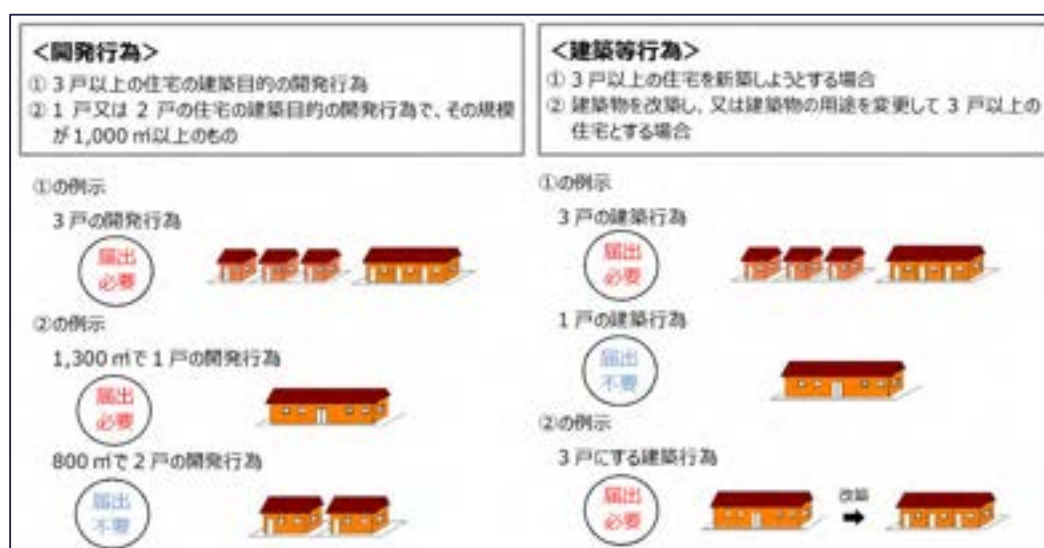 <開発行為>
① 3戸以上の住宅の建築目的の開発行為
② 1戸又は2戸の住宅の建築目的の開発行為で、その規模
が1,000㎡以上のもの
①の例示
3戸の開発行為
届出
必要
②の例示
1,300㎡で1戸の開発行為
届出
必要
800㎡で2戸の開発行為
届出
不要
<建築等行為>
① 3戸以上の住宅を新築しようとする場合
② 建築物を改築し、又は建築物の用途を変更して3戸以上の
住宅とする場合
①の例示
3戸の建築行為
届出
必要
1戸の建築行為
届出
不要
②の例示
3戸にする建築行為
届出
必要
改築